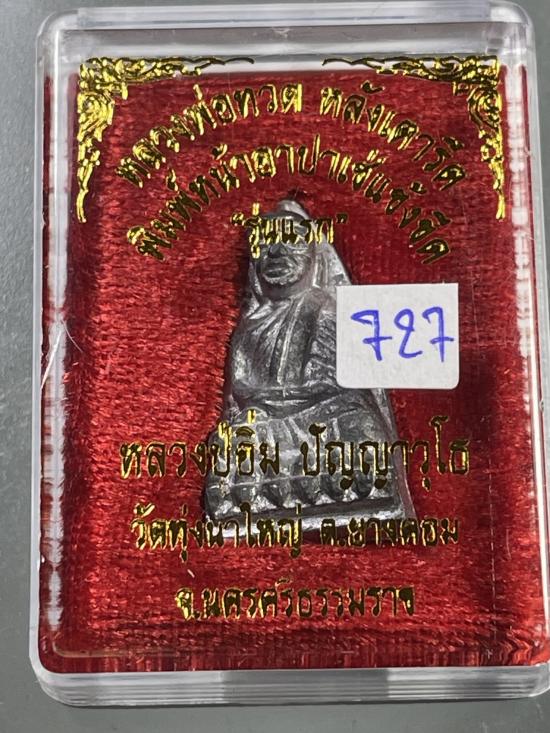 หลวงพ่อทวด หลังเตารีด
พิมพ์หน้าอาปาเช่แข้งขีด
"รุ่นแรก"
727
หลวงปู่อิ่ม ปัญญาวุโธ
วัดทุ่งนาใหญ่ ต.ยางค้อม
จ.นครศรีธรรมราช